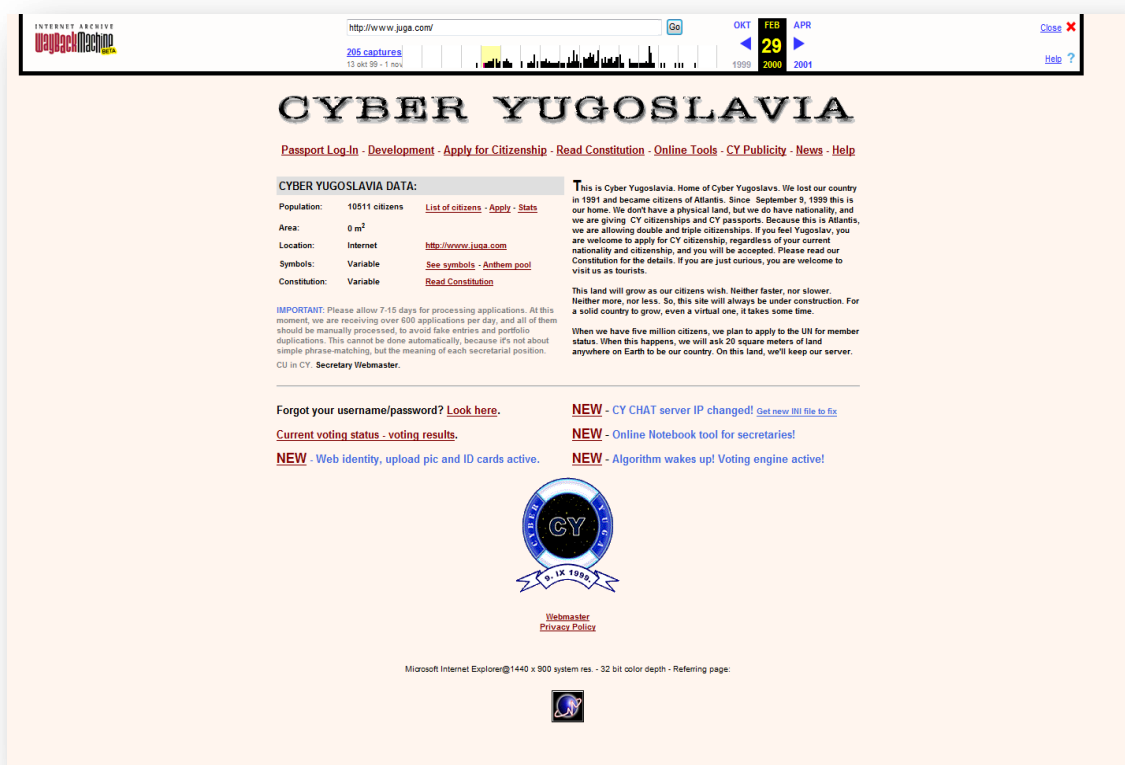 INTERNET ARCHIVE
WayBackMachine
BETA
http://www.juga.com/
Go
205 captures
13 okt 99 - 1 nov
OKT FEB APR
29
1999 2000 2001
Close
Help ?
CYBER YUGOSLAVIA
Passport Log-In - Development - Apply for Citizenship - Read Constitution - Online Tools - CY Publicity - News - Help
CYBER YUGOSLAVIA DATA:
Population: 10511 citizens List of citizens - Apply - Stats
Area: 0 m²
Location: Internet http://www.juga.com
Symbols: Variable See symbols - Anthem pool
Constitution: Variable Read Constitution
IMPORTANT: Please allow 7-15 days for processing applications. At this
moment, we are receiving over 600 applications per day, and all of them
should be manually processed, to avoid fake entries and portfolio
duplications. This cannot be done automatically, because it's not about
simple phrase-matching, but the meaning of each secretarial position.
CU in CY. Secretary Webmaster.
This is Cyber Yugoslavia. Home of Cyber Yugoslavs. We lost our country
in 1991 and became citizens of Atlantis. Since September 9, 1999 this is
our home. We don't have a physical land, but we do have nationality, and
we are giving CY citizenships and CY passports. Because this is Atlantis,
we are allowing double and triple citizenships. If you feel Yugoslav, you
are welcome to apply for CY citizenship, regardless of your current
nationality and citizenship, and you will be accepted. Please read our
Constitution for the details. If you are just curious, you are welcome to
visit us as tourists.
This land will grow as our citizens wish. Neither faster, nor slower.
Neither more, nor less. So, this site will always be under construction. For
a solid country to grow, even a virtual one, it takes some time.
When we have five million citizens, we plan to apply to the UN for member
status. When this happens, we will ask 20 square meters of land
anywhere on Earth to be our country. On this land, we'll keep our server.
Forgot your username/password? Look here.
Current voting status - voting results.
NEW - Web identity, upload pic and ID cards active.
NEW - CY CHAT server IP changed! Get new INI file to fix
NEW - Online Notebook tool for secretaries!
NEW - Algorithm wakes up! Voting engine active!
CYBER YUGA
CY
9. IX 1999.
Webmaster
Privacy Policy
Microsoft Internet Explorer@1440 x 900 system res. - 32 bit color depth - Referring page: